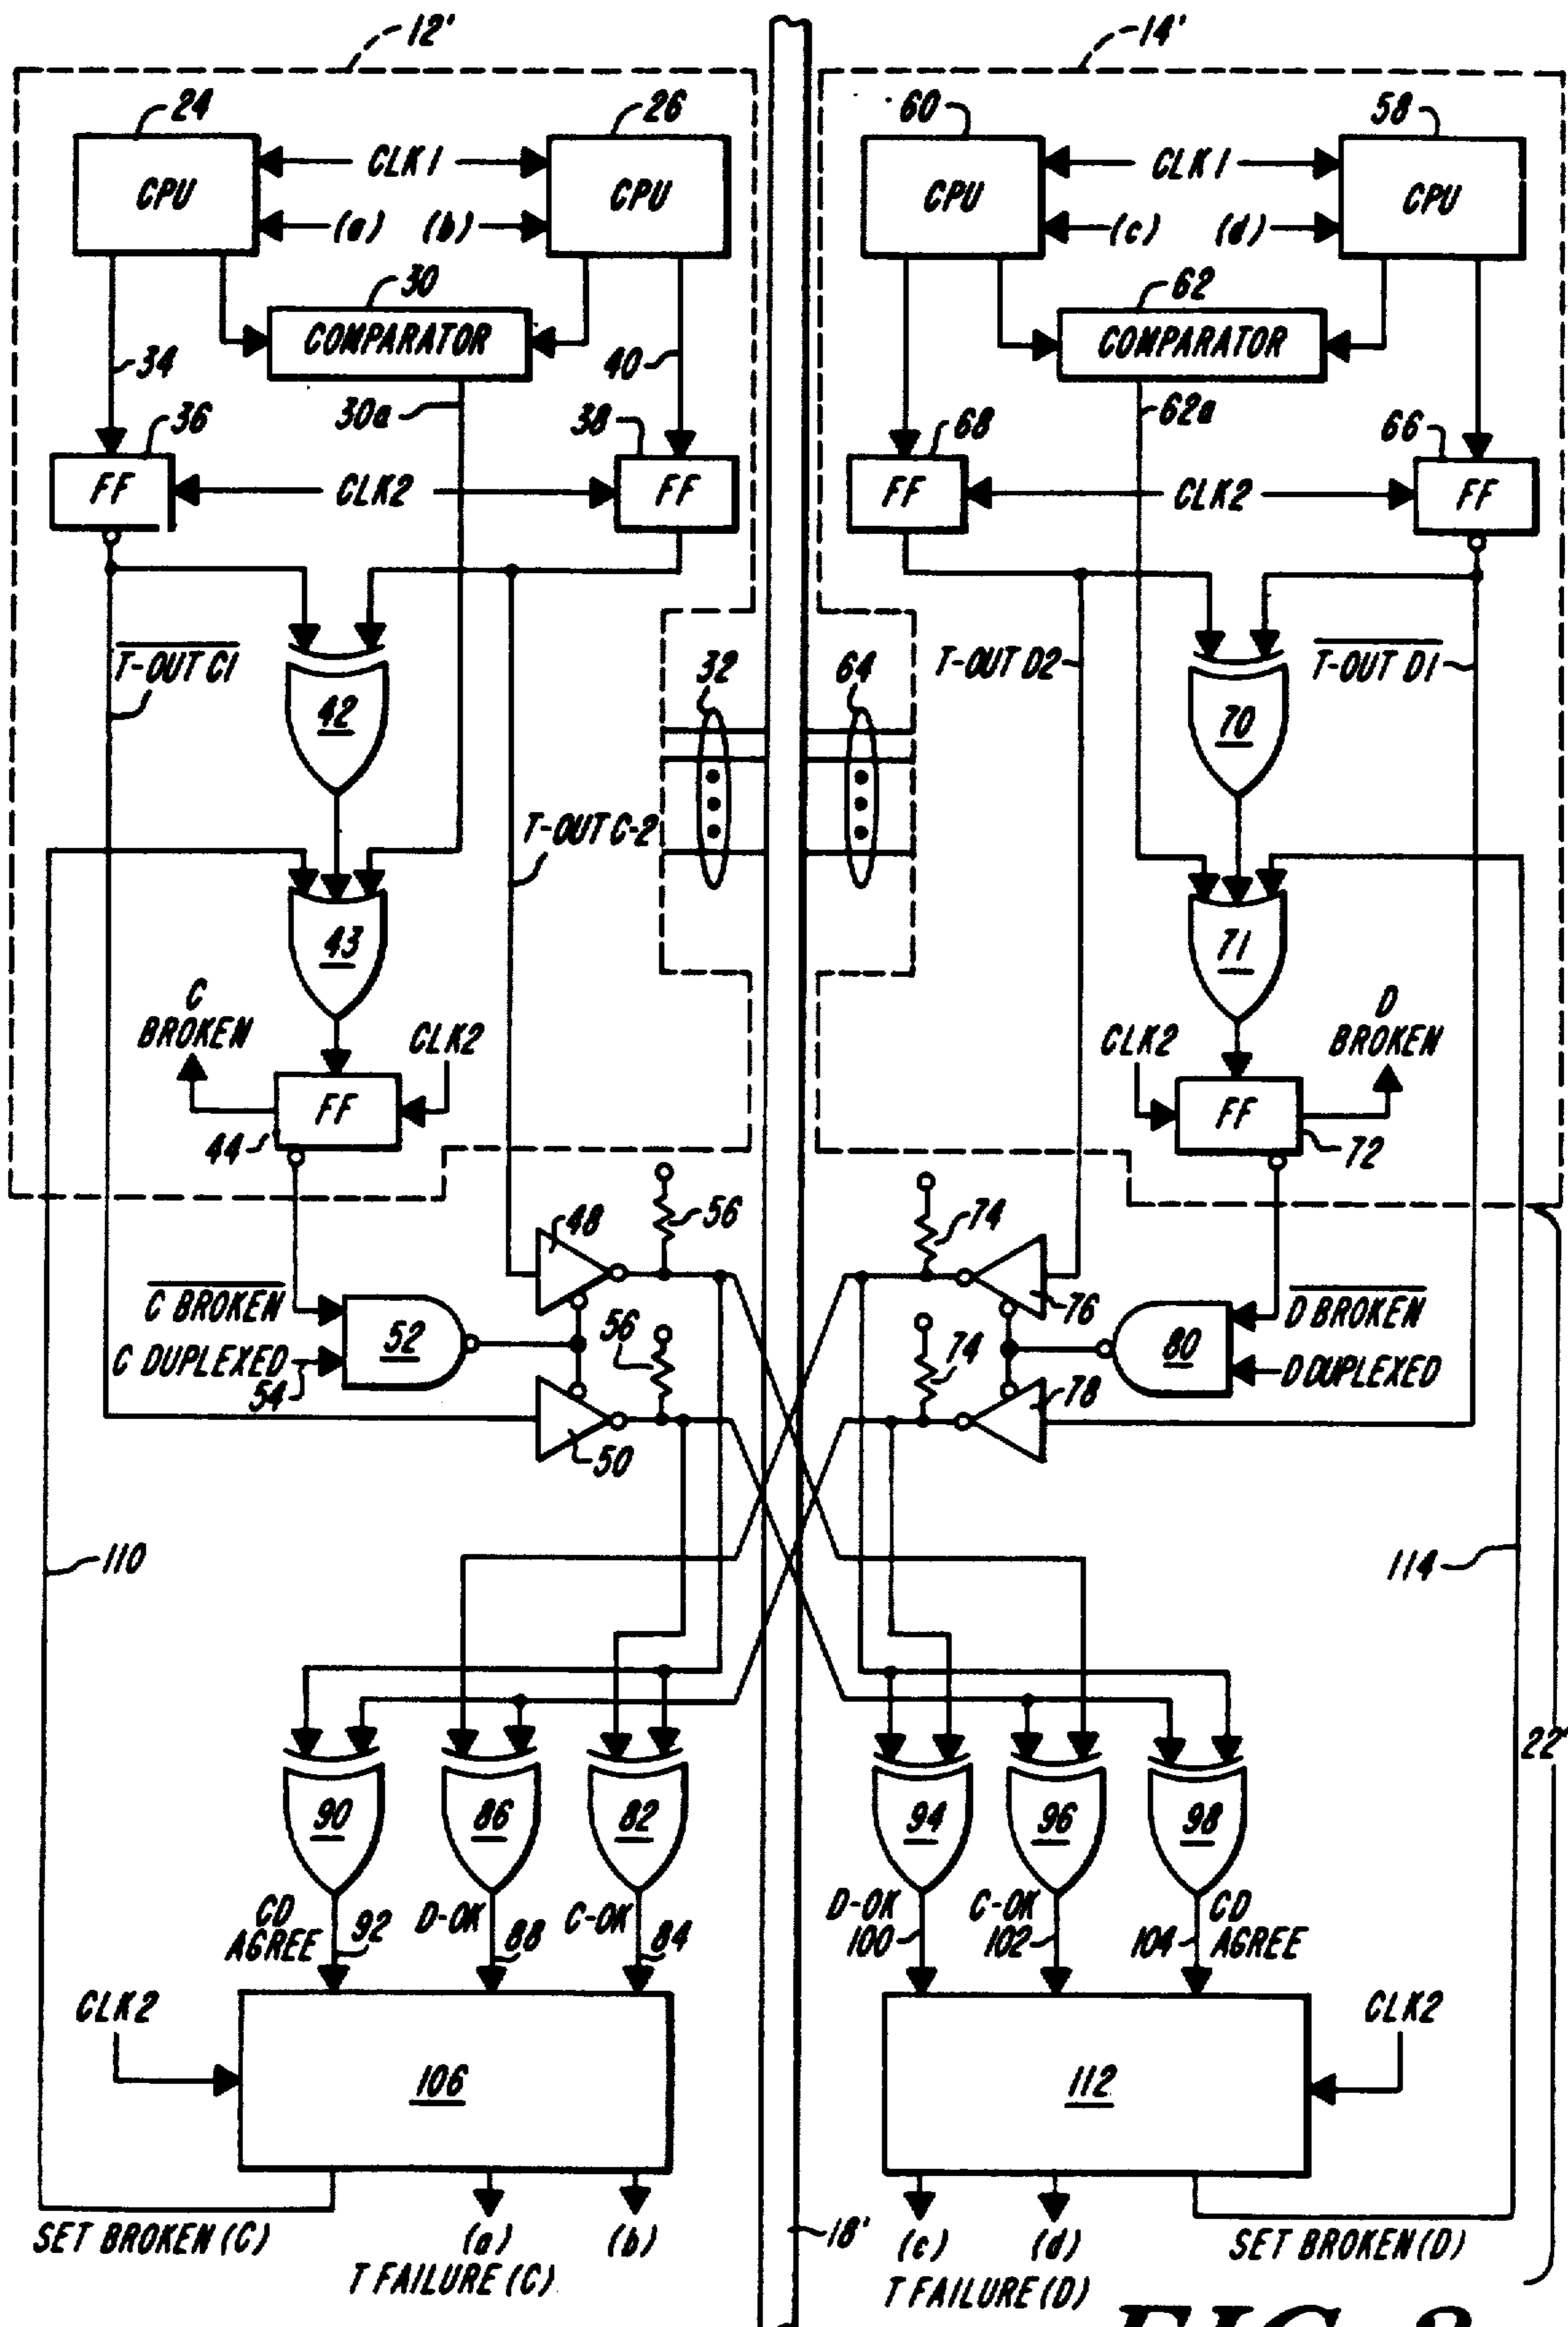 12' 14'
24 26 60 58
CPU CLK1 CPU CPU CLK1 CPU
(a) (b) (c) (d)
30 62
COMPARATOR COMPARATOR
34 40
30a 62a
36 38 68 66
FF CLK2 FF FF CLK2 FF
T-OUT C1 32 64 T-OUT D2 T-OUT D1
42 70
T-OUT C-2
43 71
C BROKEN CLK2 CLK2 D BROKEN
FF FF
44 72
48 56 74
C BROKEN 76 D BROKEN
52 56 74 80
C DUPLEXED D DUPLEXED
54 50 78
110 114
22'
90 86 82 94 96 98
CD AGREE 92 D-OK 88 C-OK 84 D-OK 100 C-OK 102 104 CD AGREE
CLK2 CLK2
106 112
SET BROKEN (C) (a) (b) 18' (c) (d) SET BROKEN (D)
T FAILURE (C) T FAILURE (D)